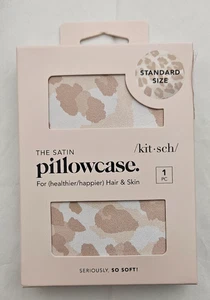 STANDARD
SIZE
/kit•sch/
THE SATIN
pillowcase.
For (healthier/happier) Hair & Skin
1
PC
SERIOUSLY, SO SOFT!